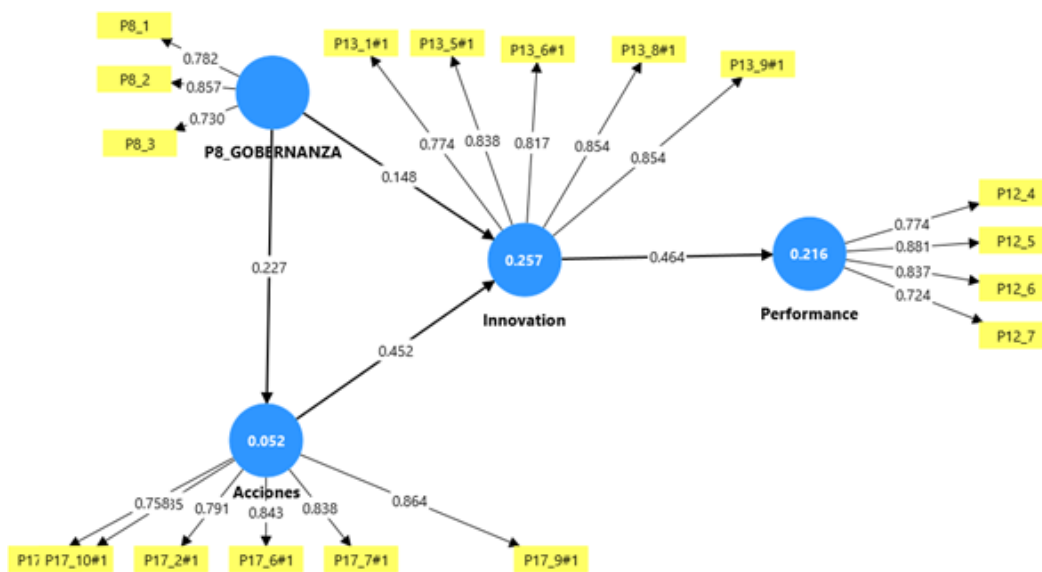 P8_1
P8_2
P8_3
0.782
0.857
0.730
P8_GOBERNANZA
P13_1#1
P13_5#1
P13_6#1
P13_8#1
P13_9#1
0.774
0.838
0.817
0.854
0.854
0.148
0.227
0.257
Innovation
0.464
0.216
Performance
0.774
0.881
0.837
0.724
P12_4
P12_5
P12_6
P12_7
0.452
0.052
Acciones
0.758
0.791
0.843
0.838
0.864
P17_10#1
P17_2#1
P17_6#1
P17_7#1
P17_9#1